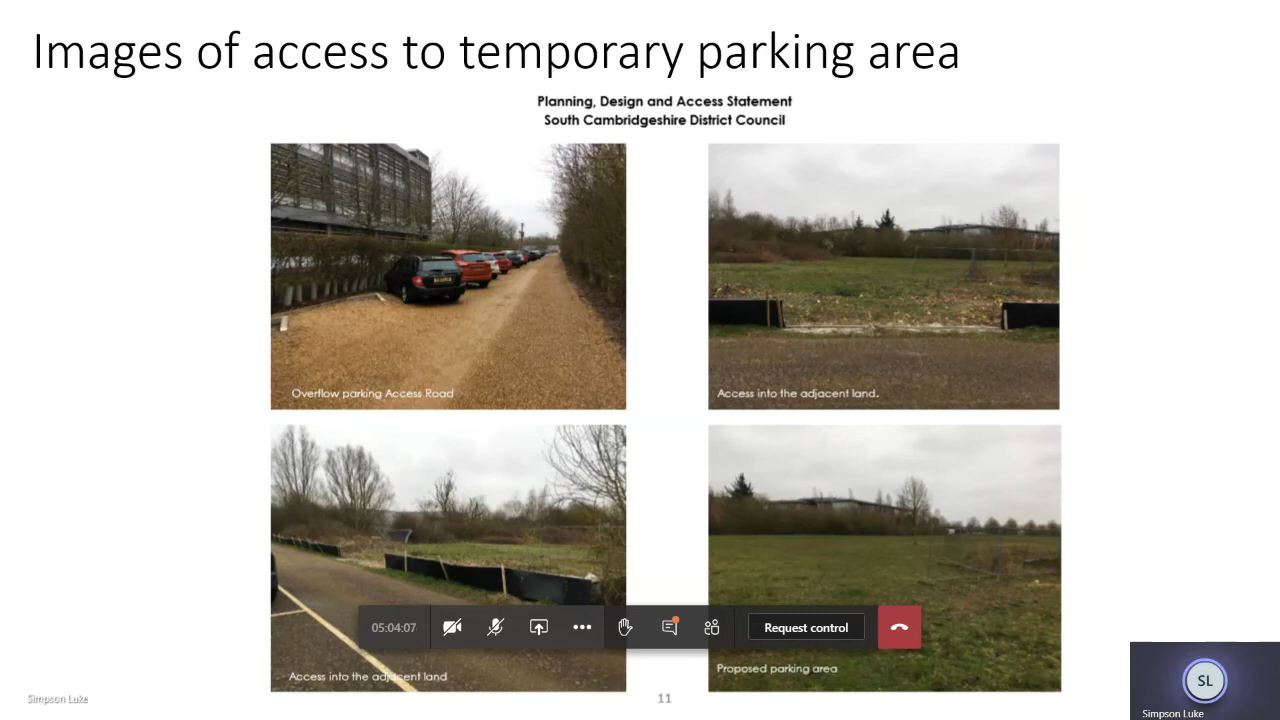 Images of access to temporary parking area
Planning, Design and Access Statement
South Cambridgeshire District Council
Overflow parking Access Road
Access into the adjacent land.
05:04:07
Request control
Access into the adjacent land
Proposed parking area
SL
Simpson Luke
11
Simpson Luke